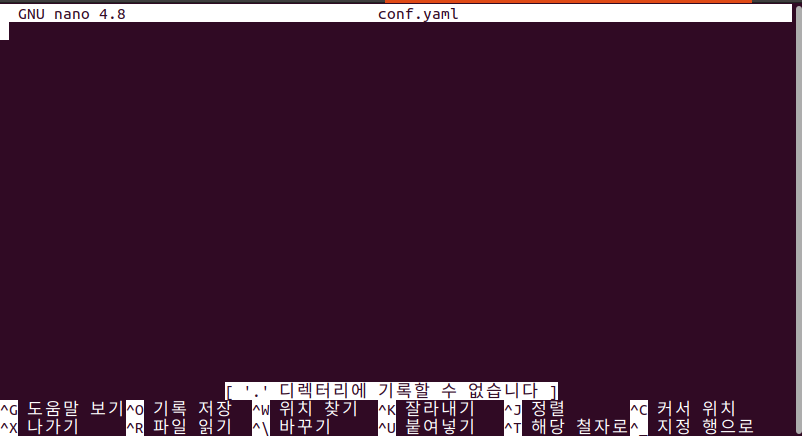 GNU nano 4.8 conf.yaml
[ '.' 디렉터리에 기록할 수 없습니다 ]
^G 도움말 보기 ^O 기록 저장 ^W 위치 찾기 ^K 잘라내기 ^J 정렬 ^C 커서 위치
^X 나가기 ^R 파일 읽기 ^\ 바꾸기 ^U 붙여넣기 ^T 해당 철자로 ^_ 지정 행으로